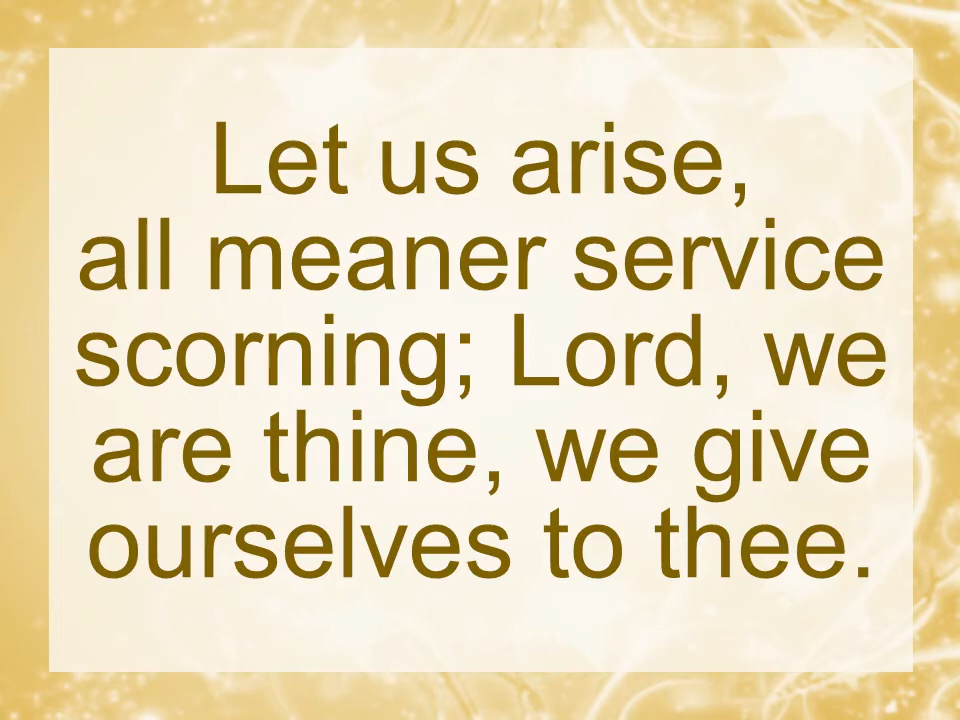 Let us arise,
all meaner service
scorning; Lord, we
are thine, we give
ourselves to thee.